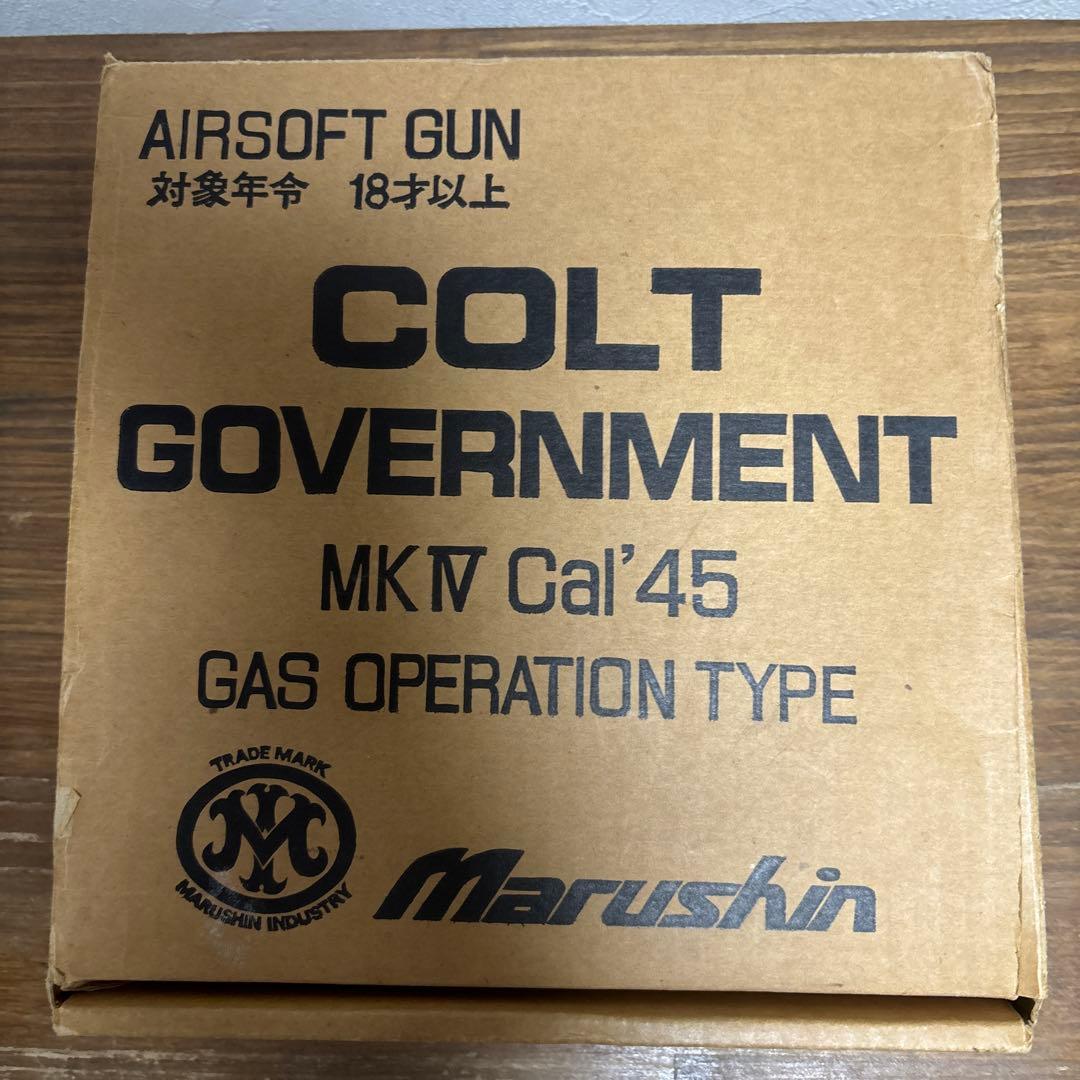 AIRSOFT GUN
対象年令 18才以上
COLT
GOVERNMENT
MKⅣ Cal'45
GAS OPERATION TYPE
TRADE MARK
M
MARUSHIN INDUSTRY
Marushin